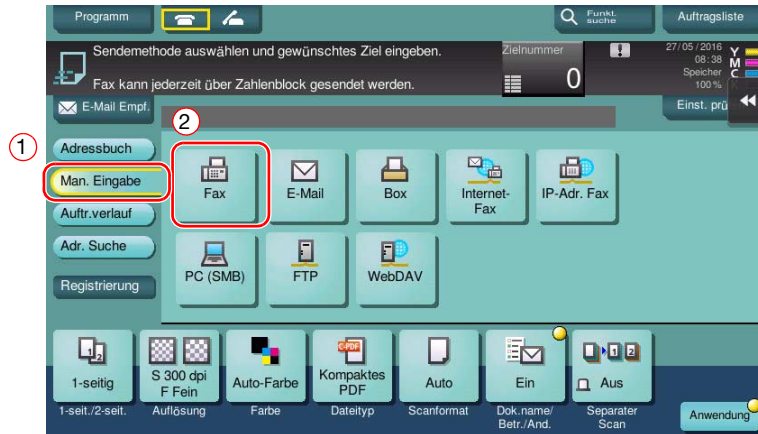 Programm
Funkt. suche
Auftragsliste
Sendemethode auswählen und gewünschtes Ziel eingeben.
Fax kann jederzeit über Zahlenblock gesendet werden.
Zielnummer
0
27/05/2016
08:38
Speicher
100%
Y
M
C
E-Mail Empf.
Einst. prü
1
2
Adressbuch
Man. Eingabe
Auftr.verlauf
Adr. Suche
Registrierung
Fax
E-Mail
Box
Internet-
Fax
IP-Adr. Fax
PC (SMB)
FTP
WebDAV
1-seitig
S 300 dpi
F Fein
Auto-Farbe
C-PDF
Kompaktes
PDF
Auto
Ein
Aus
1-seit./2-seit.
Auflösung
Farbe
Dateityp
Scanformat
Dok.name/
Betr./And.
Separater
Scan
Anwendung